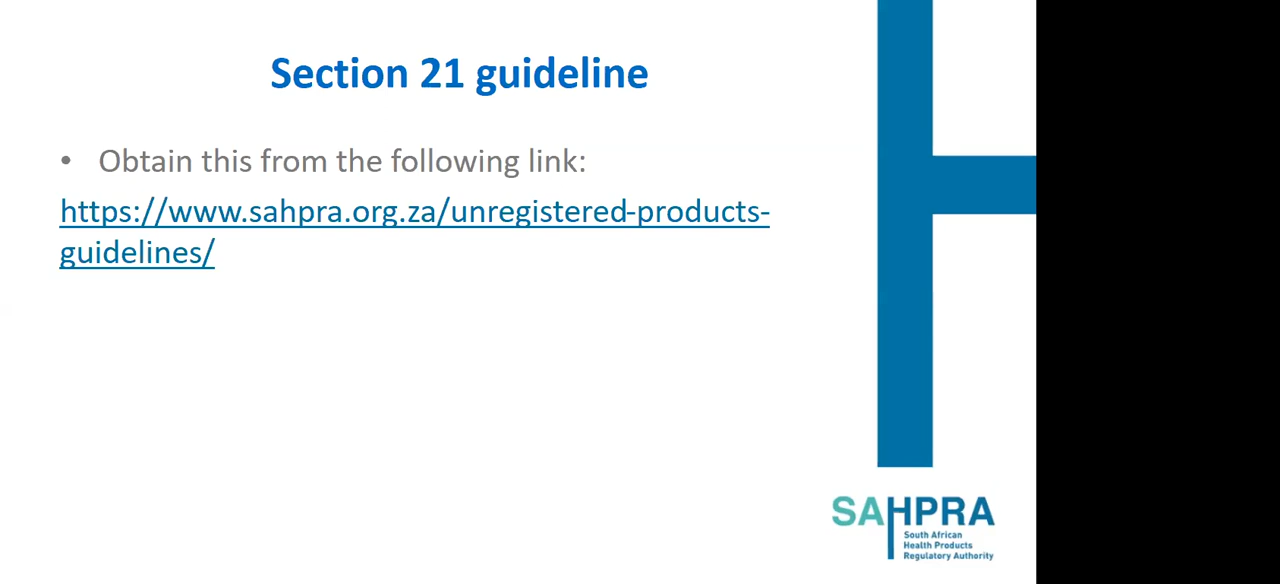 Section 21 guideline
• Obtain this from the following link:
https://www.sahpra.org.za/unregistered-products-
guidelines/
SAHPRA
South African
Health Products
Regulatory Authority